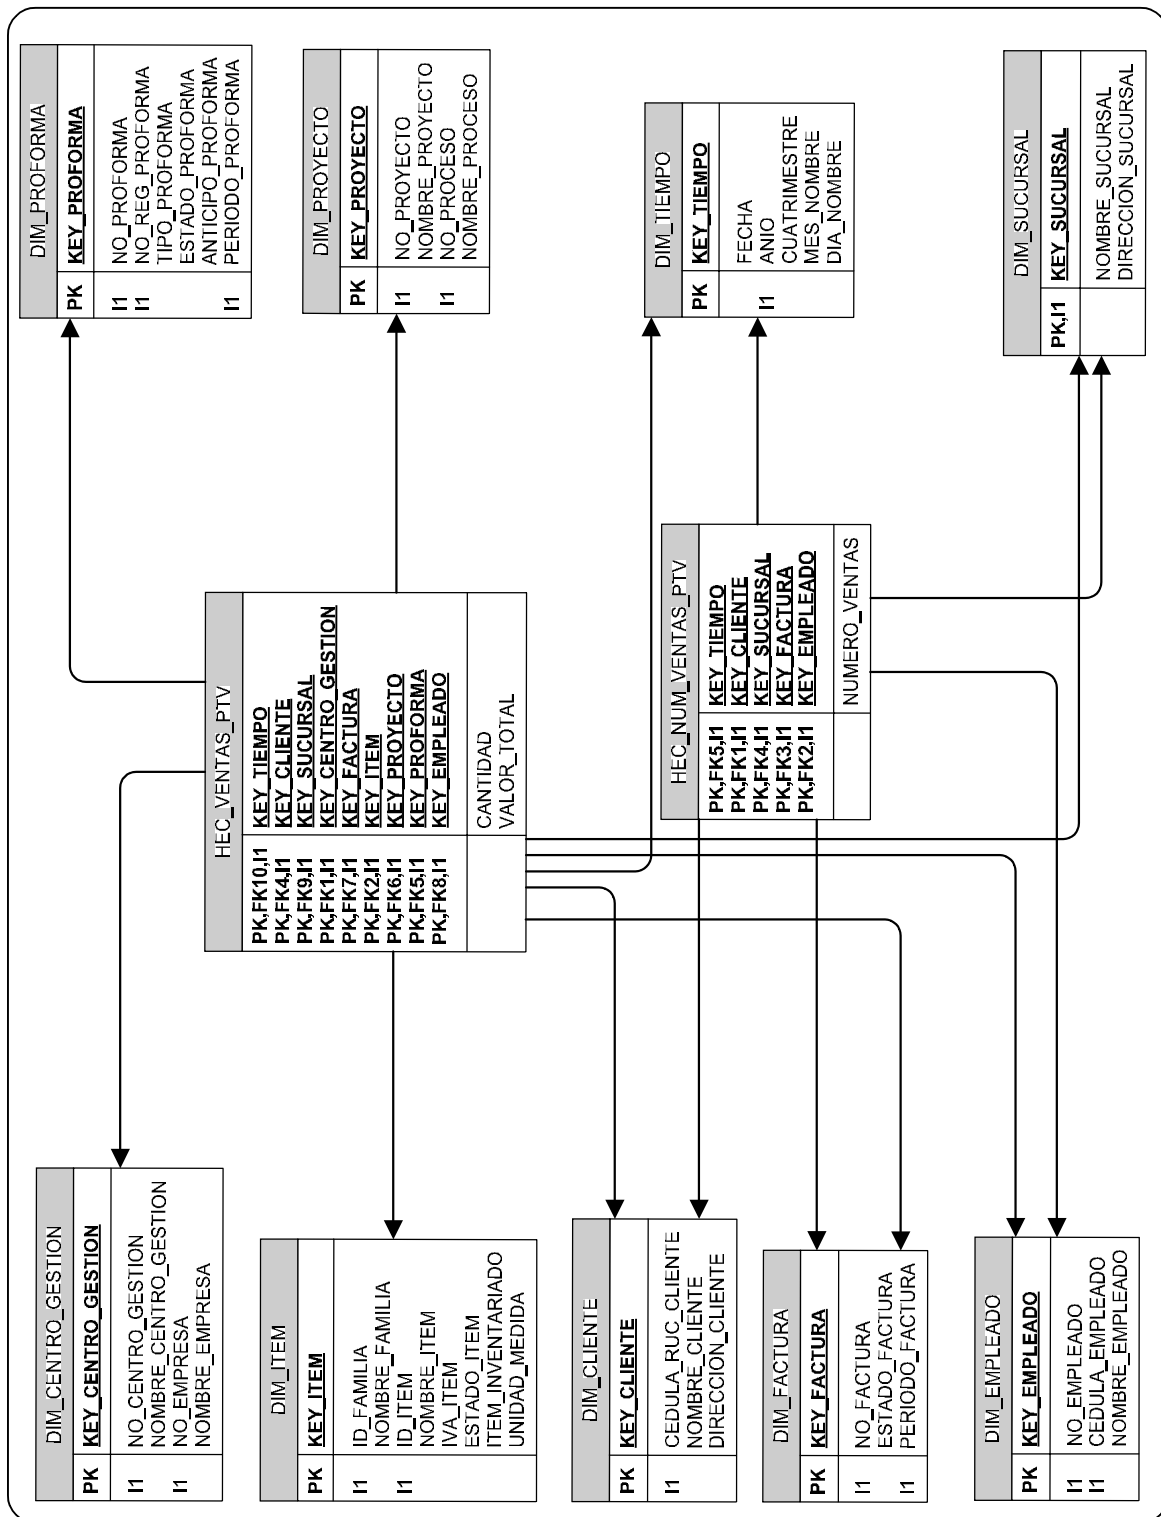 DIM_CENTRO_GESTION
PK KEY_CENTRO_GESTION
I1 NO_CENTRO_GESTION
NOMBRE_CENTRO_GESTION
I1 NO_EMPRESA
NOMBRE_EMPRESA
DIM_ITEM
PK KEY_ITEM
I1 ID_FAMILIA
NOMBRE_FAMILIA
I1 ID_ITEM
NOMBRE_ITEM
IVA_ITEM
ESTADO_ITEM
ITEM_INVENTARIADO
UNIDAD_MEDIDA
DIM_CLIENTE
PK KEY_CLIENTE
I1 CEDULA_RUC_CLIENTE
NOMBRE_CLIENTE
DIRECCION_CLIENTE
DIM_FACTURA
PK KEY_FACTURA
I1 NO_FACTURA
ESTADO_FACTURA
I1 PERIODO_FACTURA
DIM_EMPLEADO
PK KEY_EMPLEADO
I1 NO_EMPLEADO
I1 CEDULA_EMPLEADO
NOMBRE_EMPLEADO
HEC_VENTAS_PTV
PK,FK10,I1 KEY_TIEMPO
PK,FK4,I1 KEY_CLIENTE
PK,FK9,I1 KEY_SUCURSAL
PK,FK1,I1 KEY_CENTRO_GESTION
PK,FK7,I1 KEY_FACTURA
PK,FK2,I1 KEY_ITEM
PK,FK6,I1 KEY_PROYECTO
PK,FK5,I1 KEY_PROFORMA
PK,FK8,I1 KEY_EMPLEADO
CANTIDAD
VALOR_TOTAL
HEC_NUM_VENTAS_PTV
PK,FK5,I1 KEY_TIEMPO
PK,FK1,I1 KEY_CLIENTE
PK,FK4,I1 KEY_SUCURSAL
PK,FK3,I1 KEY_FACTURA
PK,FK2,I1 KEY_EMPLEADO
NUMERO_VENTAS
DIM_PROFORMA
PK KEY_PROFORMA
I1 NO_PROFORMA
I1 NO_REG_PROFORMA
TIPO_PROFORMA
ESTADO_PROFORMA
ANTICIPO_PROFORMA
I1 PERIODO_PROFORMA
DIM_PROYECTO
PK KEY_PROYECTO
I1 NO_PROYECTO
NOMBRE_PROYECTO
I1 NO_PROCESO
NOMBRE_PROCESO
DIM_TIEMPO
PK KEY_TIEMPO
FECHA
I1 ANIO
CUATRIMESTRE
MES_NOMBRE
DIA_NOMBRE
DIM_SUCURSAL
PK,I1 KEY_SUCURSAL
NOMBRE_SUCURSAL
DIRECCION_SUCURSAL